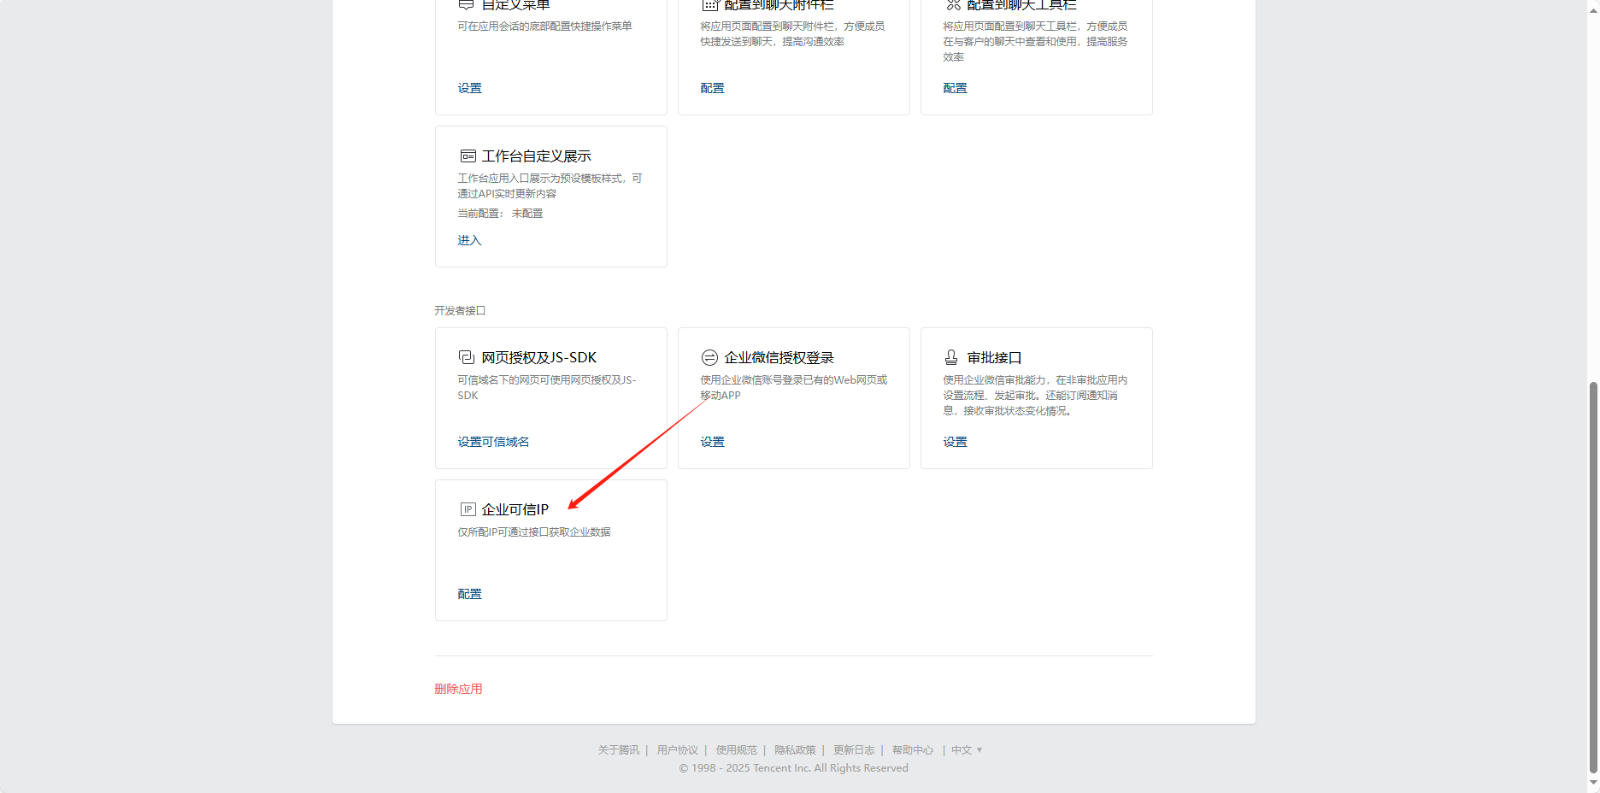 自定义菜单
可在应用会话的底部配置快捷操作菜单
设置
配置到聊天附件栏
将应用页面配置到聊天附件栏，方便成员
快捷发送到聊天，提高沟通效率
配置
配置到聊天工具栏
将应用页面配置到聊天工具栏，方便成员
在与客户的聊天中查看和使用，提高服务
效率
配置
工作台自定义展示
工作台应用入口展示为预设模板样式，可
通过API实时更新内容
当前配置： 未配置
进入
开发者接口
网页授权及JS-SDK
可信域名下的网页可使用网页授权及JS-
SDK
设置可信域名
企业微信授权登录
使用企业微信账号登录已有的Web网页或
移动APP
设置
审批接口
使用企业微信审批能力，在非审批应用内
设置流程、发起审批。还能订阅通知消
息，接收审批状态变化情况。
设置
IP 企业可信IP
仅所配IP可通过接口获取企业数据
配置
删除应用
关于腾讯 | 用户协议 | 使用规范 | 隐私政策 | 更新日志 | 帮助中心 | 中文
© 1998 - 2025 Tencent Inc. All Rights Reserved